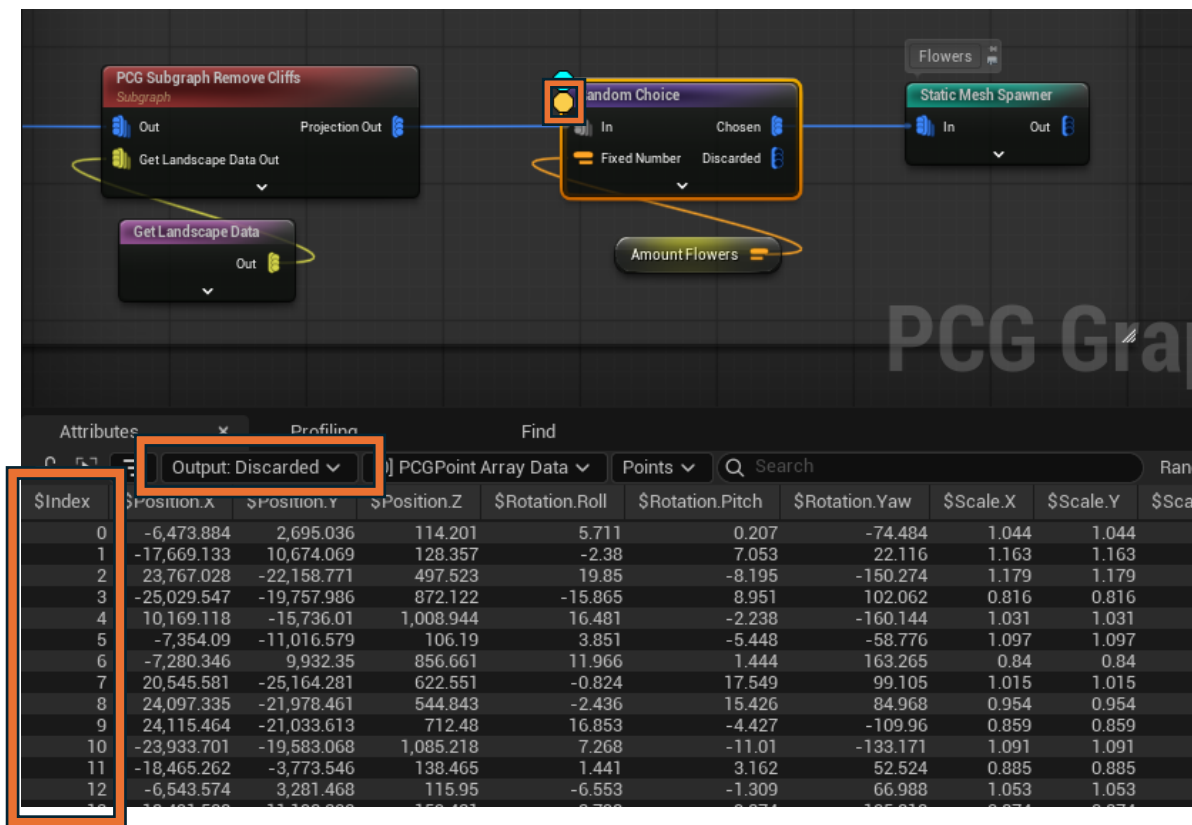 Flowers
PCG Subgraph Remove Cliffs
Subgraph
Out Projection Out
Get Landscape Data Out
andom Choice
In Chosen
Fixed Number Discarded
Static Mesh Spawner
In Out
Get Landscape Data
Out
Amount Flowers
PCG Gra
Attributes × Profiling Find
Output: Discarded PCGPoint Array Data Points Search Ran
$Index $Position.X $Position.Y $Position.Z $Rotation.Roll $Rotation.Pitch $Rotation.Yaw $Scale.X $Scale.Y $Sca
0 -6,473.884 2,695.036 114.201 5.711 0.207 -74.484 1.044 1.044
1 -17,669.133 10,674.069 128.357 -2.38 7.053 22.116 1.163 1.163
2 23,767.028 -22,158.771 497.523 19.85 -8.195 -150.274 1.179 1.179
3 -25,029.547 -19,757.986 872.122 -15.865 8.951 102.062 0.816 0.816
4 10,169.118 -15,736.01 1,008.944 16.481 -2.238 -160.144 1.031 1.031
5 -7,354.09 -11,016.579 106.19 3.851 -5.448 -58.776 1.097 1.097
6 -7,280.346 9,932.35 856.661 11.966 1.444 163.265 0.84 0.84
7 20,545.581 -25,164.281 622.551 -0.824 17.549 99.105 1.015 1.015
8 24,097.335 -21,978.461 544.843 -2.436 15.426 84.968 0.954 0.954
9 24,115.464 -21,033.613 712.48 16.853 -4.427 -109.96 0.859 0.859
10 -23,933.701 -19,583.068 1,085.218 7.268 -11.01 -133.171 1.091 1.091
11 -18,465.262 -3,773.546 138.465 1.441 3.162 52.524 0.885 0.885
12 -6,543.574 3,281.468 115.95 -6.553 -1.309 66.988 1.053 1.053